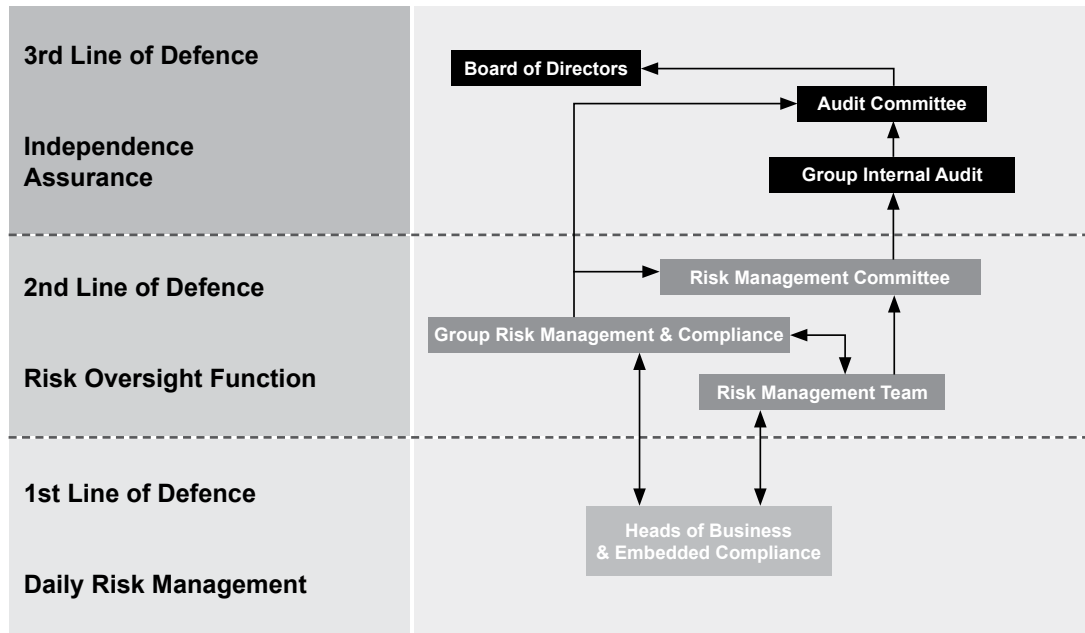 3rd Line of Defence
Independence
Assurance
Board of Directors
Audit Committee
Group Internal Audit
2nd Line of Defence
Risk Oversight Function
Risk Management Committee
Group Risk Management & Compliance
Risk Management Team
1st Line of Defence
Daily Risk Management
Heads of Business
& Embedded Compliance